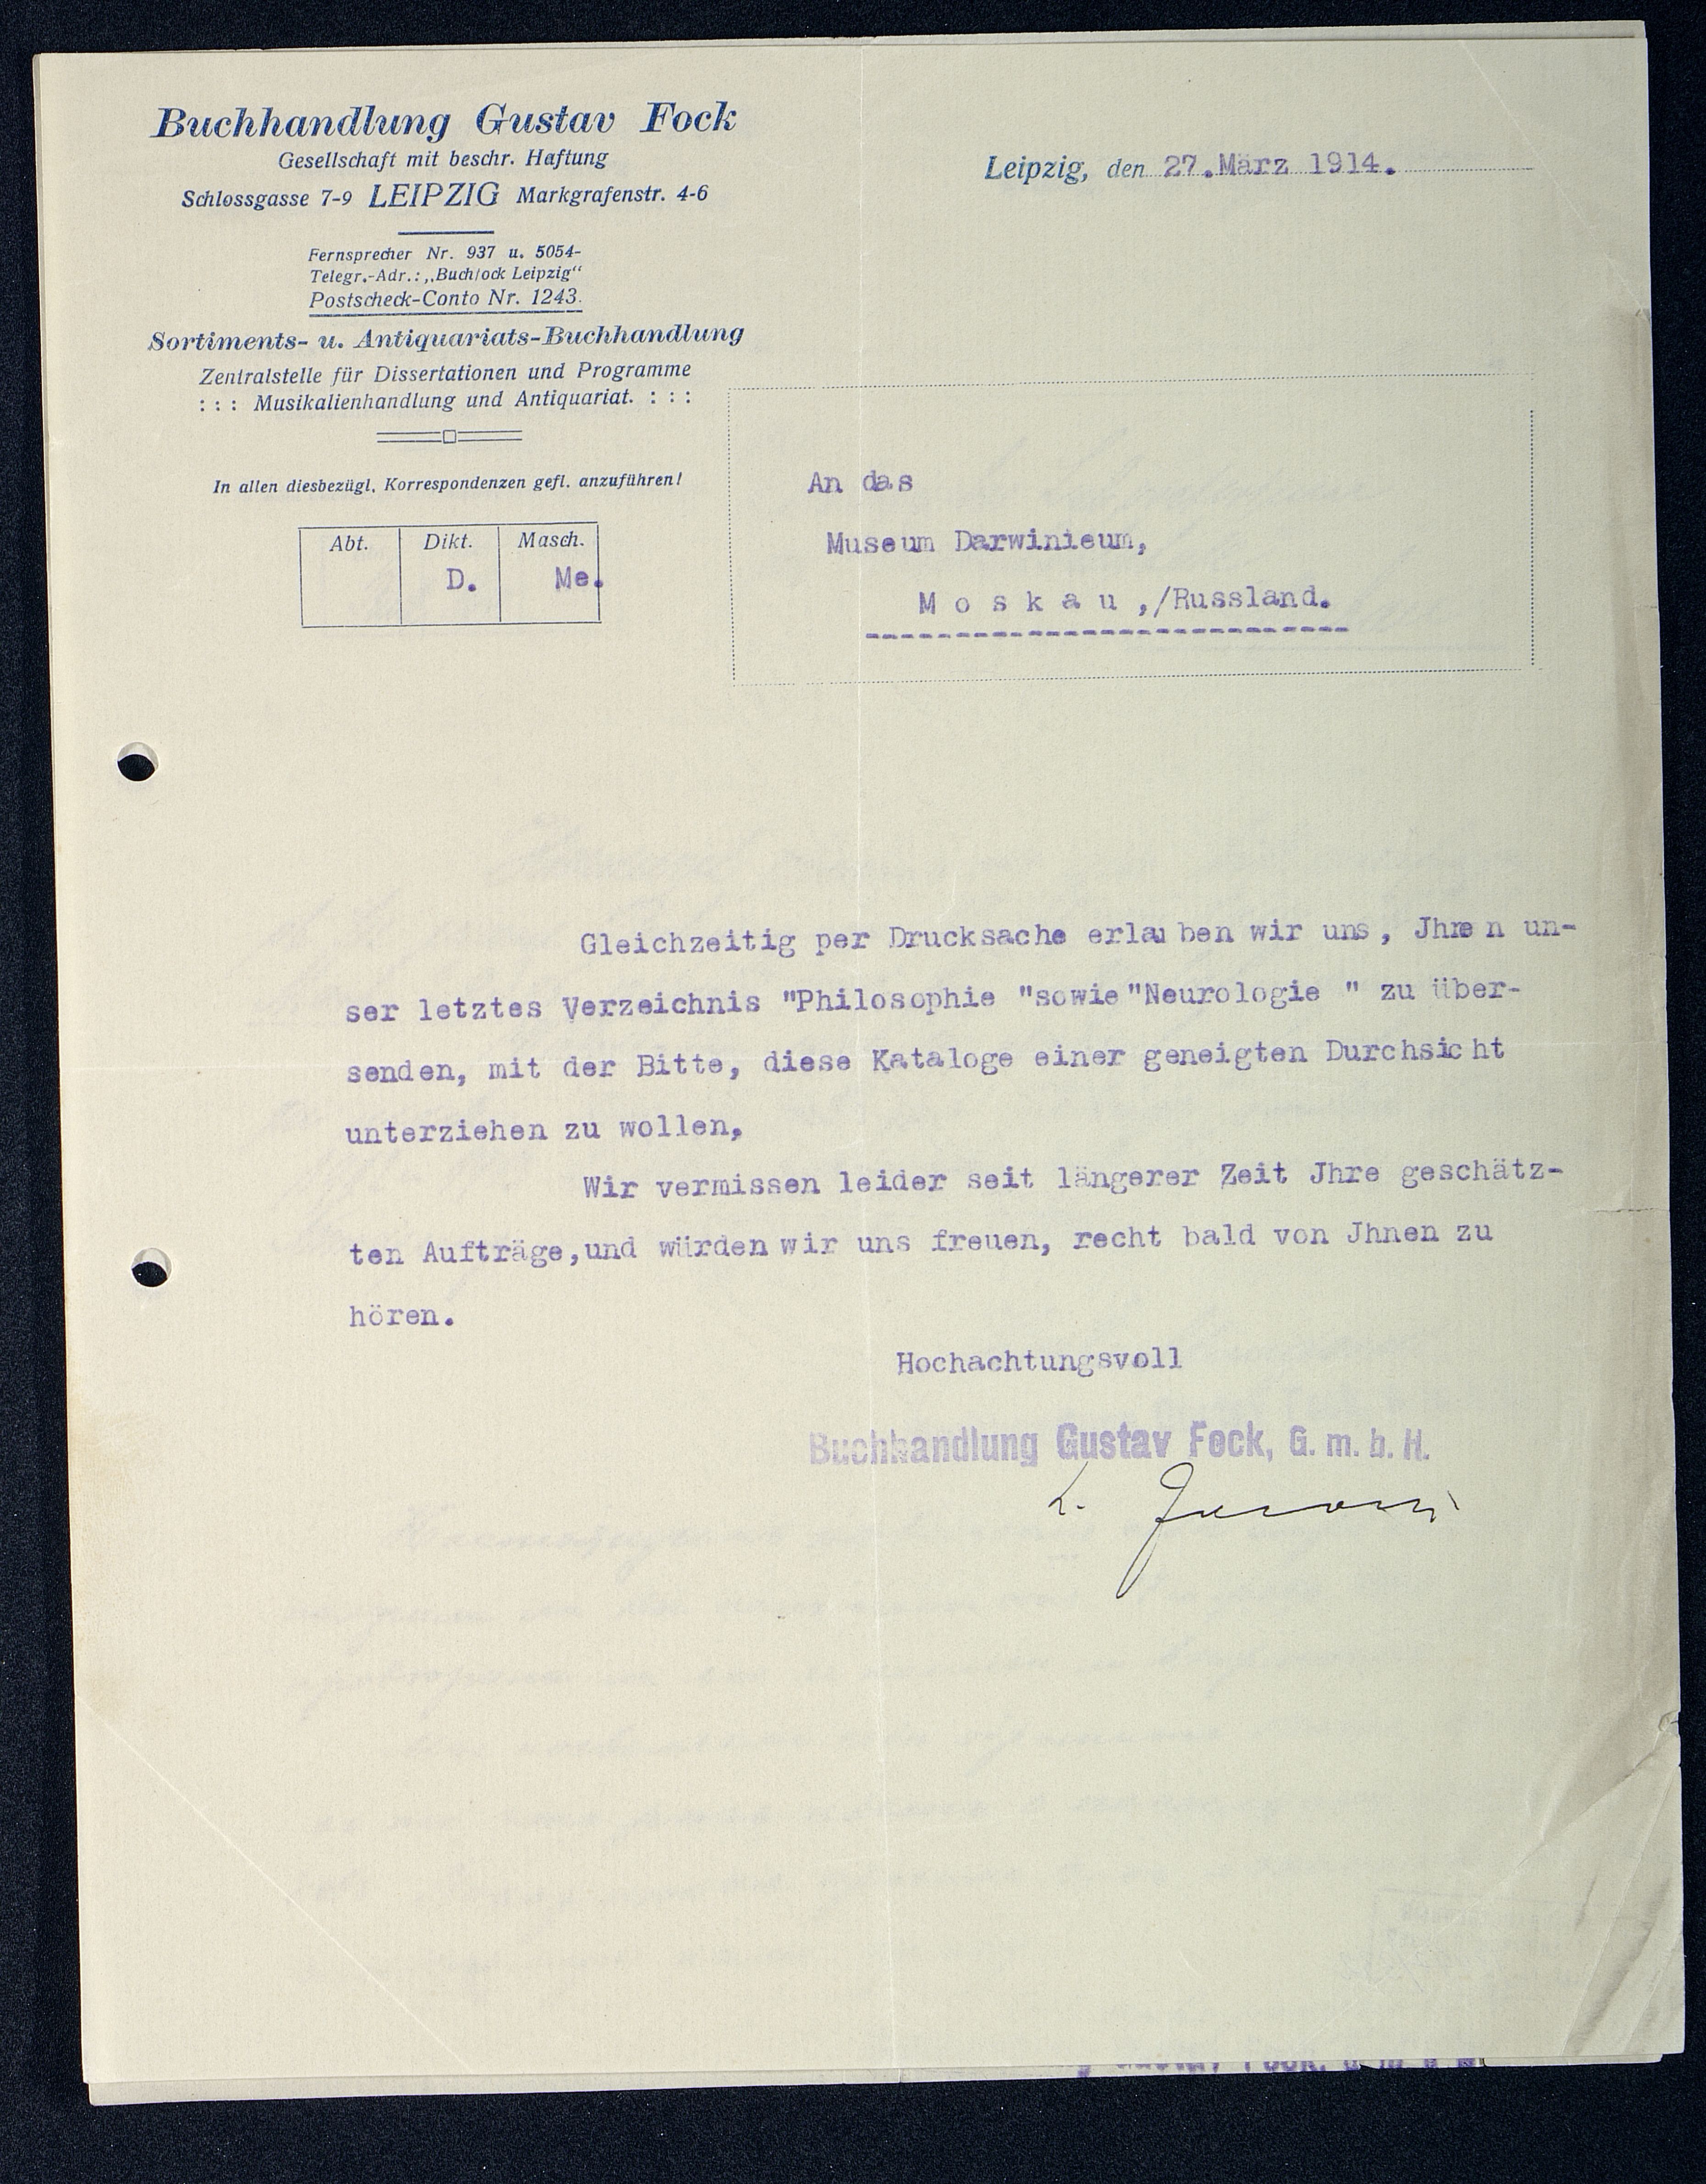 Buchhandlung Gustav Fock
Gesellschaft mit beschr. Haftung
Schlossgasse 7-9 LEIPZIG Markgrafenstr. 4-6
Fernsprecher Nr. 937 u. 5054-
Telegr.-Adr.: „Buchfock Leipzig“
Postscheck-Conto Nr. 1243.
Sortiments- u. Antiquariats-Buchhandlung
Zentralstelle für Dissertationen und Programme
: : : Musikalienhandlung und Antiquariat. : : :
In allen diesbezügl. Korrespondenzen gefl. anzuführen!
Abt. Dikt. Masch.
D. Me.
Leipzig, den 27.März 1914.
An das
Museum Darwinieum,
M o s k a u ,/Russland.
Gleichzeitig per Drucksache erlauben wir uns, Jhren un-
ser letztes Verzeichnis "Philosophie "sowie"Neurologie " zu über-
senden, mit der Bitte, diese Kataloge einer geneigten Durchsicht
unterziehen zu wollen,
Wir vermissen leider seit längerer Zeit Jhre geschätz-
ten Aufträge,und würden wir uns freuen, recht bald von Jhnen zu
hören.
Hochachtungsvoll
Buchhandlung Gustav Fock, G. m. b. H.